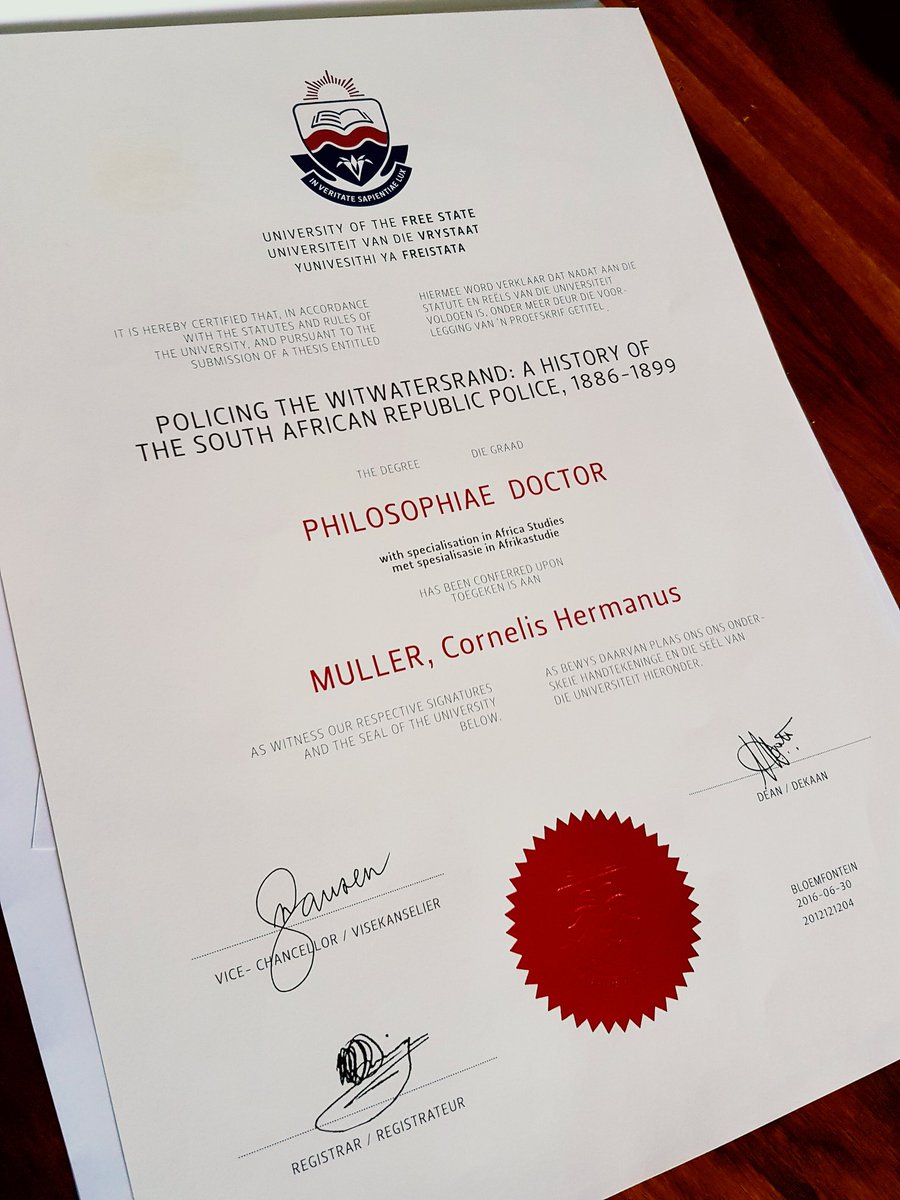 IN VERITATE SAPIENTIAE LUX
UNIVERSITY OF THE FREE STATE
UNIVERSITEIT VAN DIE VRYSTAAT
YUNIVESITHI YA FREISTATA
IT IS HEREBY CERTIFIED THAT, IN ACCORDANCE
WITH THE STATUTES AND RULES OF
THE UNIVERSITY, AND PURSUANT TO THE
SUBMISSION OF A THESIS ENTITLED
HIERMEE WORD VERKLAAR DAT NADAT AAN DIE
STATUTE EN REËLS VAN DIE UNIVERSITEIT
VOLDOEN IS, ONDER MEER DEUR DIE VOOR-
LEGGING VAN 'N PROEFSKRIF GETITEL ,
POLICING THE WITWATERSRAND: A HISTORY OF
THE SOUTH AFRICAN REPUBLIC POLICE, 1886-1899
THE DEGREE
DIE GRAAD
PHILOSOPHIAE DOCTOR
with specialisation in Africa Studies
met spesialisasie in Afrikastudie
HAS BEEN CONFERRED UPON
TOEGEKEN IS AAN
MULLER, Cornelis Hermanus
AS WITNESS OUR RESPECTIVE SIGNATURES
AND THE SEAL OF THE UNIVERSITY
BELOW.
AS BEWYS DAARVAN PLAAS ONS ONS ONDER-
SKEIE HANDTEKENINGE EN DIE SEËL VAN
DIE UNIVERSITEIT HIERONDER.
DEAN / DEKAAN
Jansen
VICE- CHANCELLOR / VISEKANSELIER
BLOEMFONTEIN
2016-06-30
2012121204
REGISTRAR / REGISTRATEUR